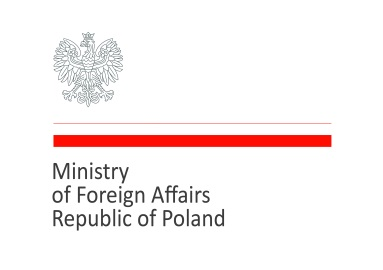 Ministry
of Foreign Affairs
Republic of Poland